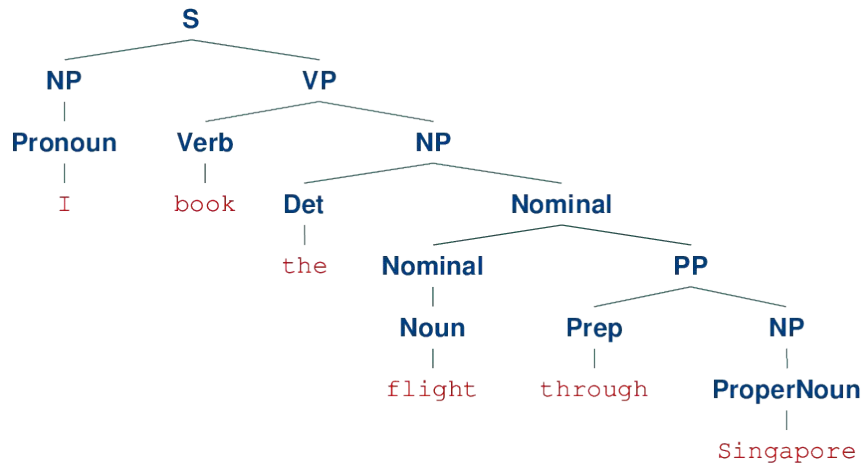 S
NP VP
Pronoun Verb NP
I book Det Nominal
the Nominal PP
Noun Prep NP
flight through ProperNoun
Singapore